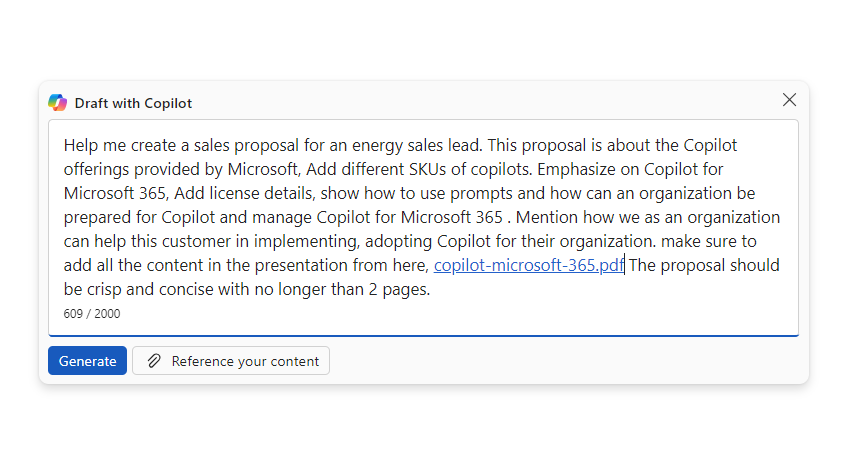 Draft with Copilot
Help me create a sales proposal for an energy sales lead. This proposal is about the Copilot
offerings provided by Microsoft, Add different SKUs of copilots. Emphasize on Copilot for
Microsoft 365, Add license details, show how to use prompts and how can an organization be
prepared for Copilot and manage Copilot for Microsoft 365 . Mention how we as an organization
can help this customer in implementing, adopting Copilot for their organization. make sure to
add all the content in the presentation from here, copilot-microsoft-365.pdf The proposal should
be crisp and concise with no longer than 2 pages.
609 / 2000
Generate
Reference your content